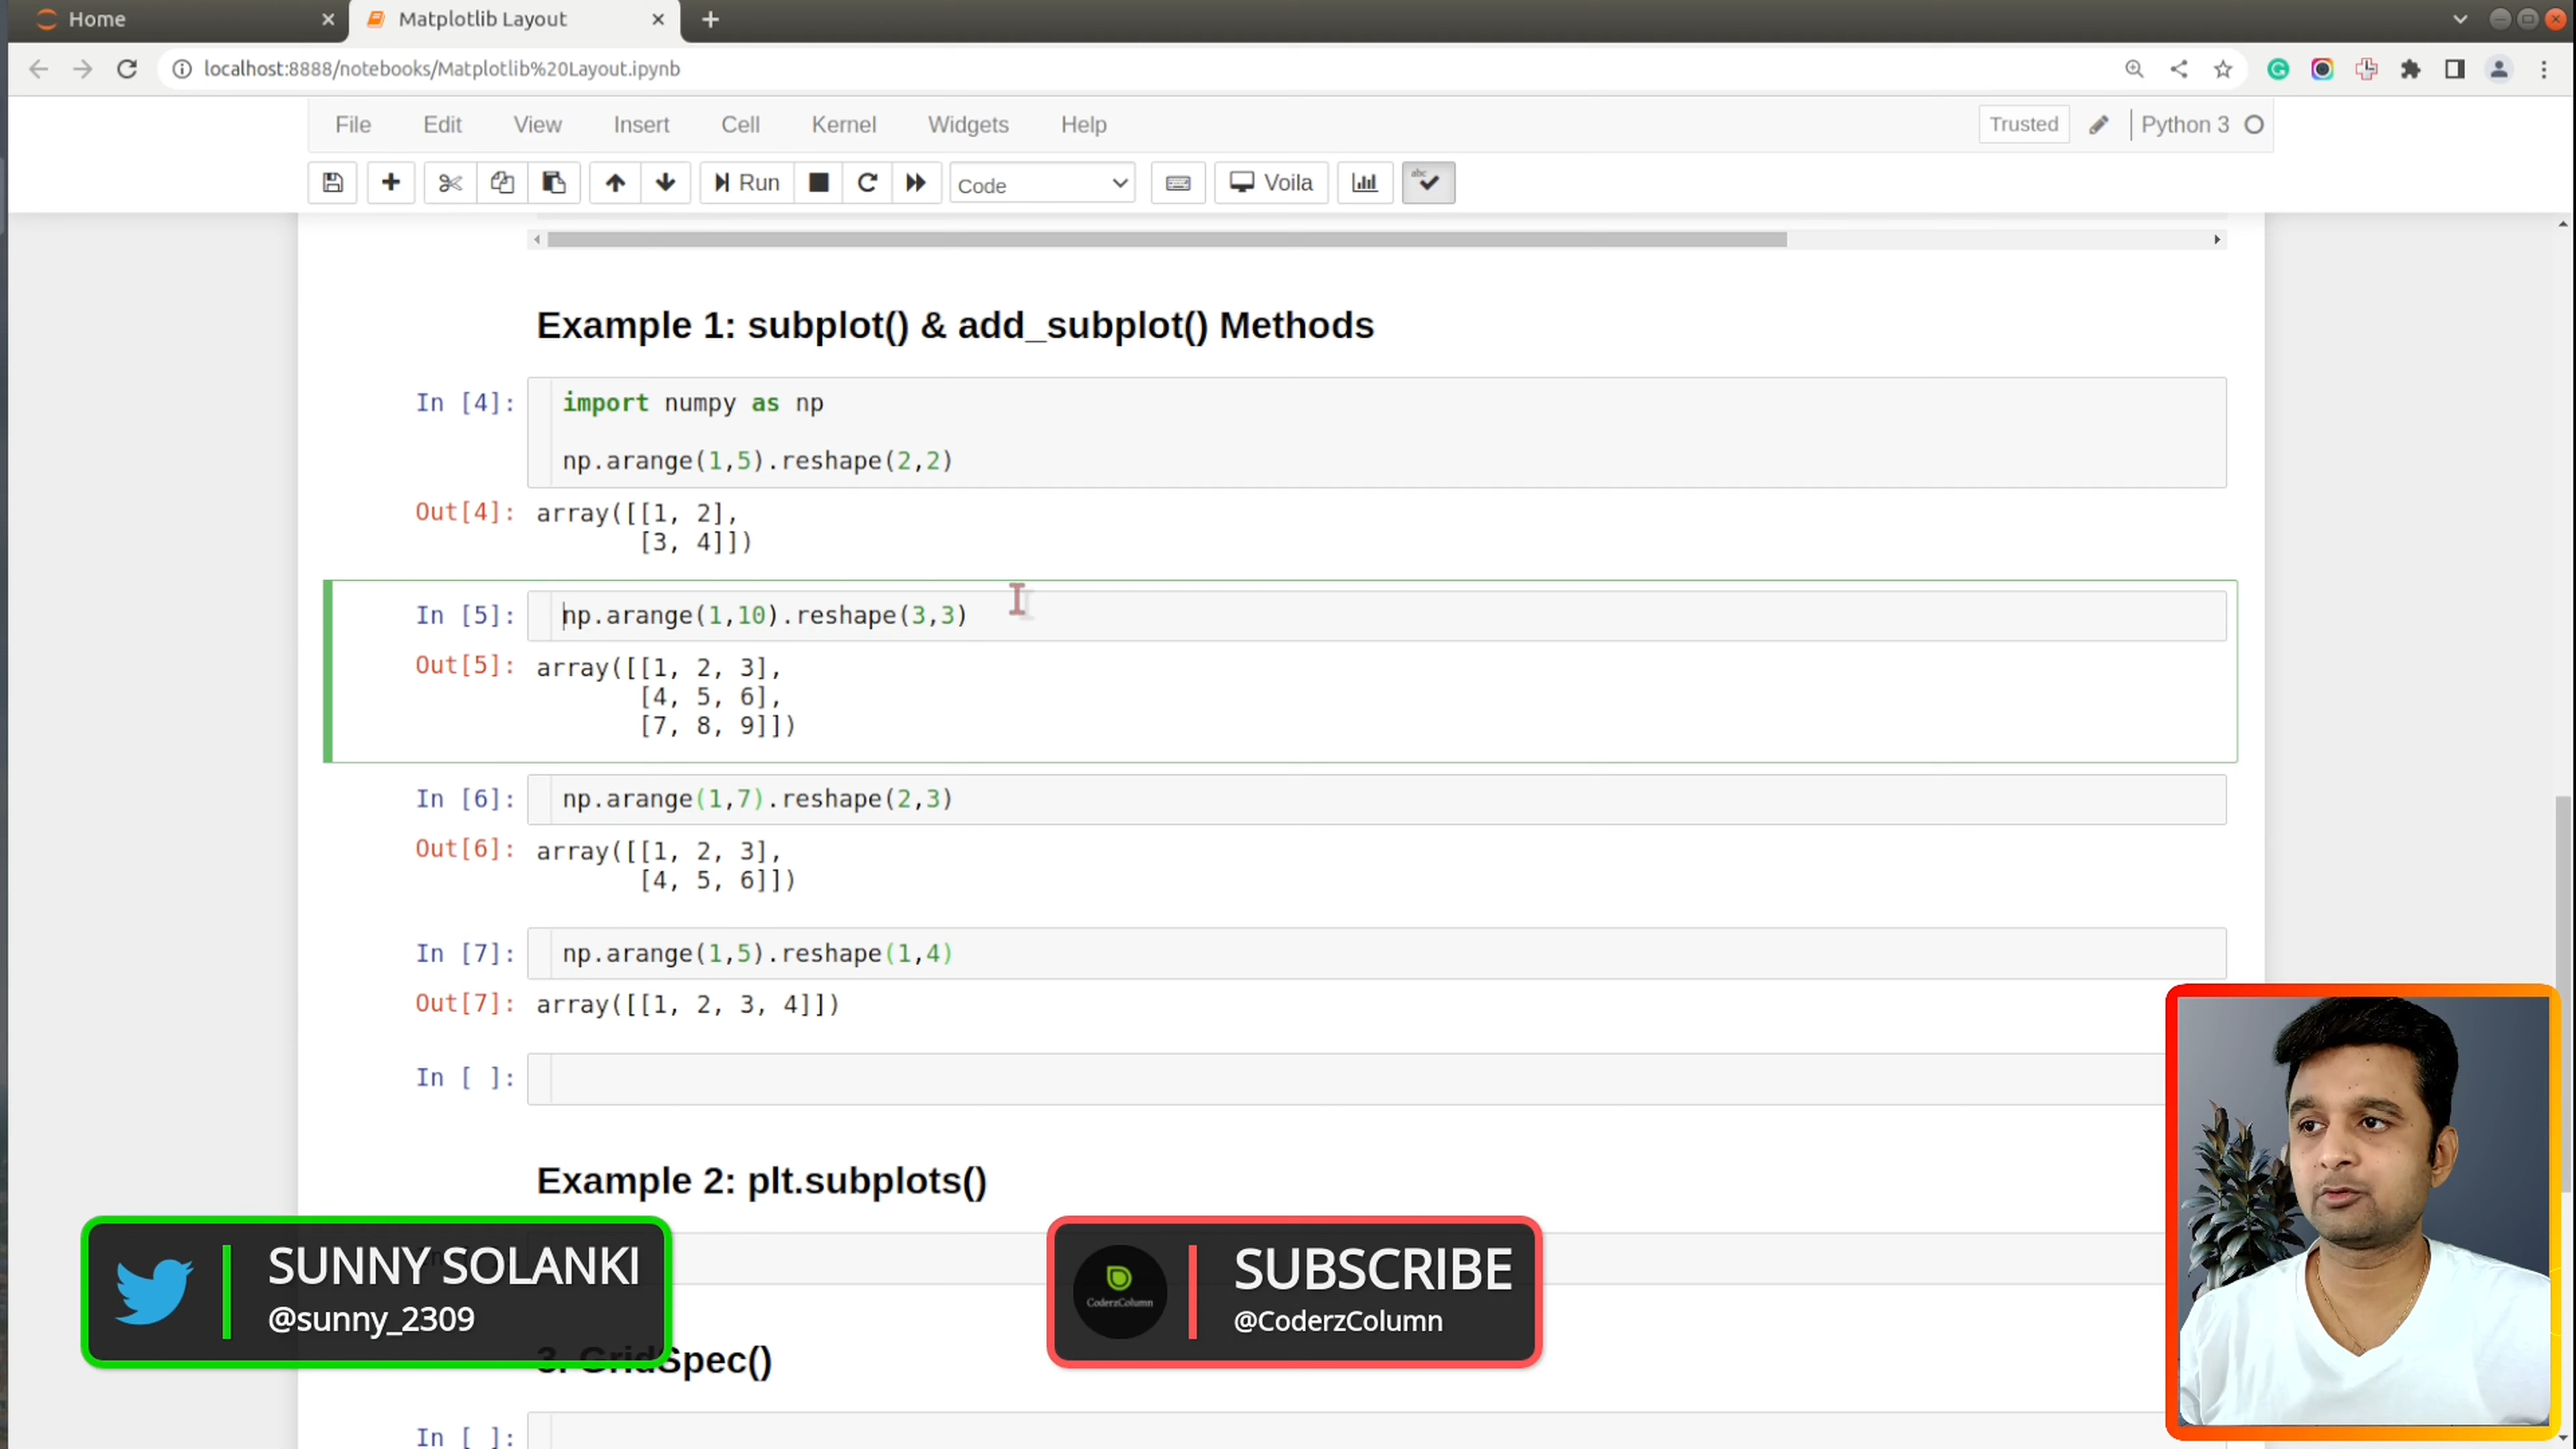 Home
Matplotlib Layout
localhost:8888/notebooks/Matplotlib%20Layout.ipynb
File Edit View Insert Cell Kernel Widgets Help
Trusted
Python 3
Run
Code
Voila
abc
Example 1: subplot() & add_subplot() Methods
In [4]:
import numpy as np
np.arange(1,5).reshape(2,2)
Out[4]:
array([[1, 2],
[3, 4]])
In [5]:
np.arange(1,10).reshape(3,3)
Out[5]:
array([[1, 2, 3],
[4, 5, 6],
[7, 8, 9]])
In [6]:
np.arange(1,7).reshape(2,3)
Out[6]:
array([[1, 2, 3],
[4, 5, 6]])
In [7]:
np.arange(1,5).reshape(1,4)
Out[7]:
array([[1, 2, 3, 4]])
In [ ]:
Example 2: plt.subplots()
SUNNY SOLANKI
@sunny_2309
CoderzColumn
SUBSCRIBE
@CoderzColumn
3. GridSpec()
In [ ]: